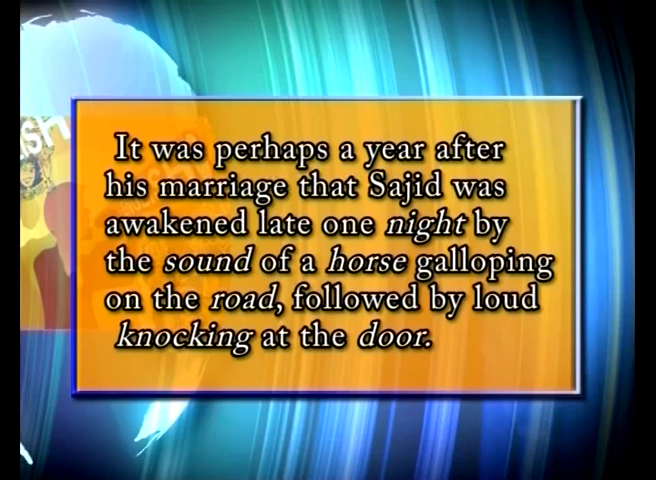 ISH
It was perhaps a year after
his marriage that Sajid was
awakened late one night by
the sound of a horse galloping
on the road, followed by loud
knocking at the door.